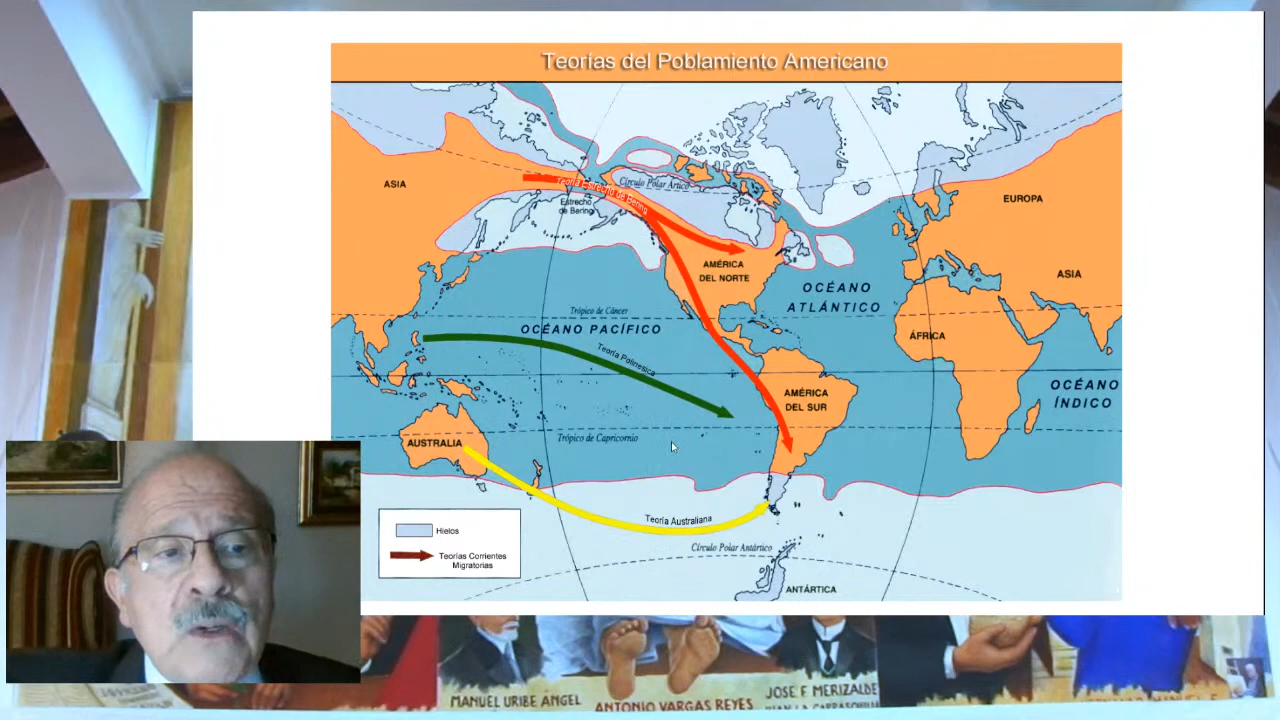 Teorías del Poblamiento Americano
ASIA
Teoría Estrecho de Bering
Círculo Polar Ártico
Estrecho
de Bering
EUROPA
AMÉRICA
DEL NORTE
ASIA
OCÉANO
ATLÁNTICO
Trópico de Cáncer
OCÉANO PACÍFICO
ÁFRICA
Teoría Polinesica
AMÉRICA
DEL SUR
OCÉANO
ÍNDICO
AUSTRALIA
Trópico de Capricornio
Teoría Australiana
Hielos
Círculo Polar Antártico
Teorías Corrientes
Migratorias
ANTÁRTICA
MANUEL URIBE ANGEL
ANTONIO VARGAS REYES
JOSE F. MERIZALDE